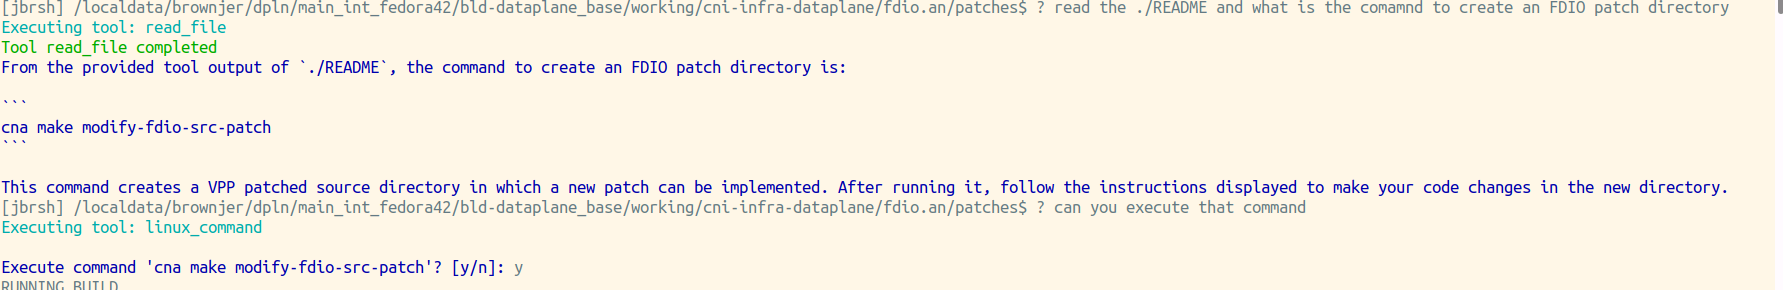 [jbrsh] /localdata/brownjer/dpln/main_int_fedora42/bld-dataplane_base/working/cni-infra-dataplane/fdio.an/patches$ ? read the ./README and what is the comamnd to create an FDIO patch directory
Executing tool: read_file
Tool read_file completed
From the provided tool output of `./README`, the command to create an FDIO patch directory is:
```
cna make modify-fdio-src-patch
```
This command creates a VPP patched source directory in which a new patch can be implemented. After running it, follow the instructions displayed to make your code changes in the new directory.
[jbrsh] /localdata/brownjer/dpln/main_int_fedora42/bld-dataplane_base/working/cni-infra-dataplane/fdio.an/patches$ ? can you execute that command
Executing tool: linux_command
Execute command 'cna make modify-fdio-src-patch'? [y/n]: y
RUNNING BUILD